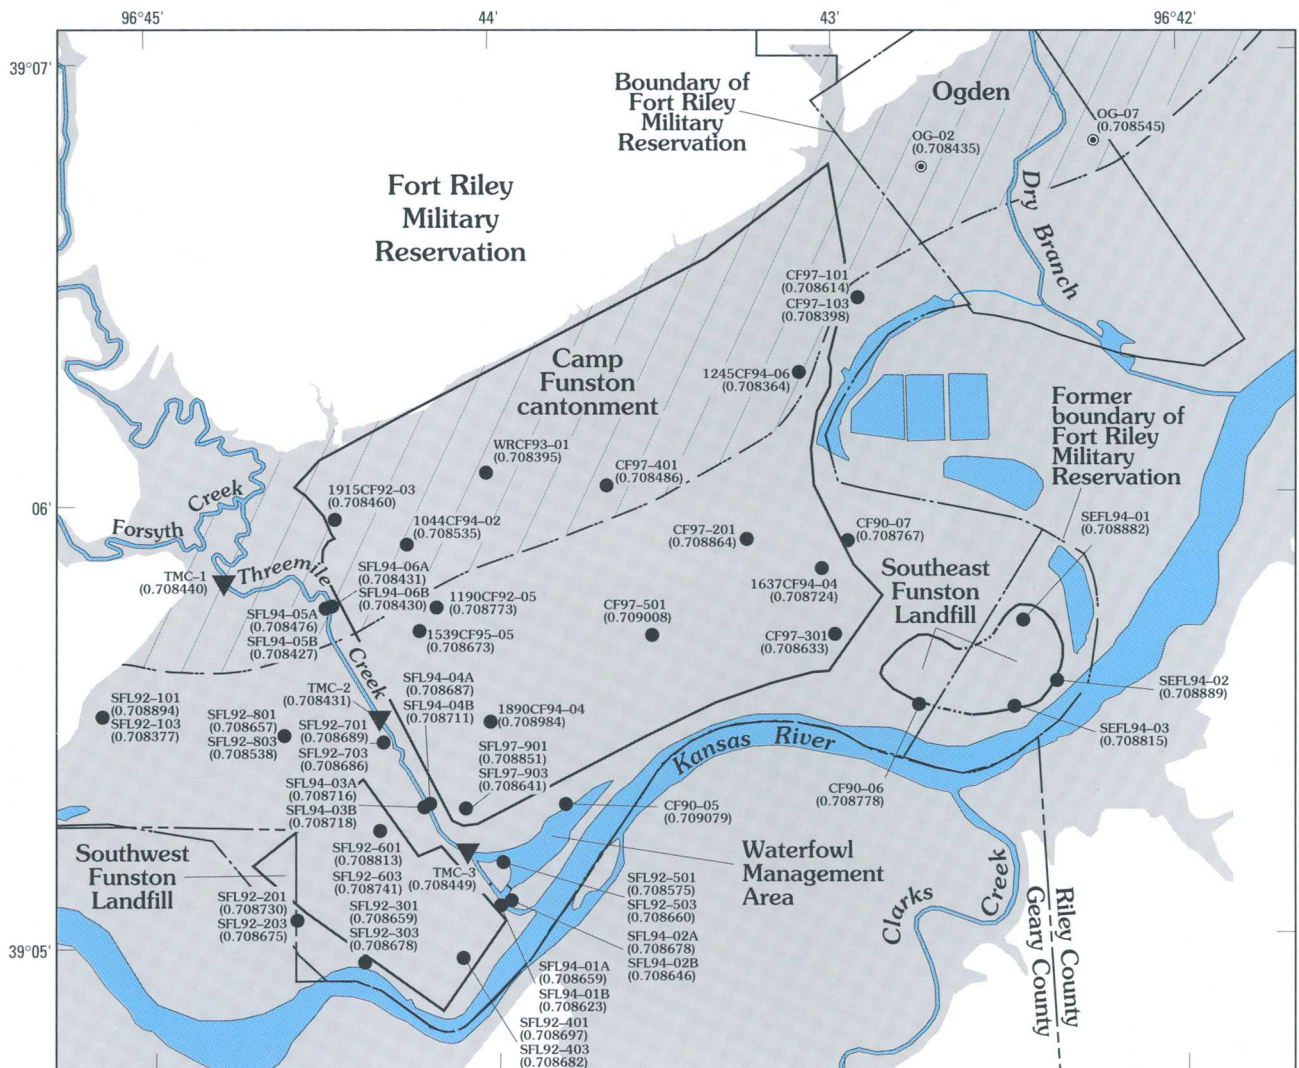 96°45'
44'
43'
96°42'
39°07'
Boundary of
Fort Riley
Military
Reservation
Ogden
OG–07
(0.708545)
OG–02
(0.708435)
Fort Riley
Military
Reservation
Dry Branch
CF97–101
(0.708614)
CF97–103
(0.708398)
Camp
Funston
cantonment
1245CF94–06
(0.708364)
Former
boundary of
Fort Riley
Military
Reservation
WRCF93–01
(0.708395)
CF97–401
(0.708486)
1915CF92–03
(0.708460)
Forsyth Creek
06'
1044CF94–02
(0.708535)
CF97–201
(0.708864)
CF90–07
(0.708767)
SEFL94–01
(0.708882)
TMC–1
(0.708440)
Threemile
Creek
SFL94–06A
(0.708431)
SFL94–06B
(0.708430)
1637CF94–04
(0.708724)
Southeast
Funston
Landfill
SFL94–05A
(0.708476)
SFL94–05B
(0.708427)
1190CF92–05
(0.708773)
1539CF95–05
(0.708673)
CF97–501
(0.709008)
CF97–301
(0.708633)
SFL92–101
(0.708894)
SFL92–103
(0.708377)
SFL92–801
(0.708657)
SFL92–803
(0.708538)
TMC–2
(0.708431)
SFL92–701
(0.708689)
SFL92–703
(0.708686)
SFL94–04A
(0.708687)
SFL94–04B
(0.708711)
1890CF94–04
(0.708984)
SEFL94–02
(0.708889)
SEFL94–03
(0.708815)
Kansas River
SFL97–901
(0.708851)
SFL97–903
(0.708641)
SFL94–03A
(0.708716)
SFL94–03B
(0.708718)
CF90–05
(0.709079)
CF90–06
(0.708778)
SFL92–601
(0.708813)
SFL92–603
(0.708741)
TMC–3
(0.708449)
Southwest
Funston
Landfill
Waterfowl
Management
Area
SFL92–501
(0.708575)
SFL92–503
(0.708660)
SFL92–201
(0.708730)
SFL92–203
(0.708675)
SFL92–301
(0.708659)
SFL92–303
(0.708678)
SFL94–02A
(0.708678)
SFL94–02B
(0.708646)
Clarks Creek
Riley County
Geary County
39°05'
SFL94–01A
(0.708659)
SFL94–01B
(0.708623)
SFL92–401
(0.708697)
SFL92–403
(0.708682)